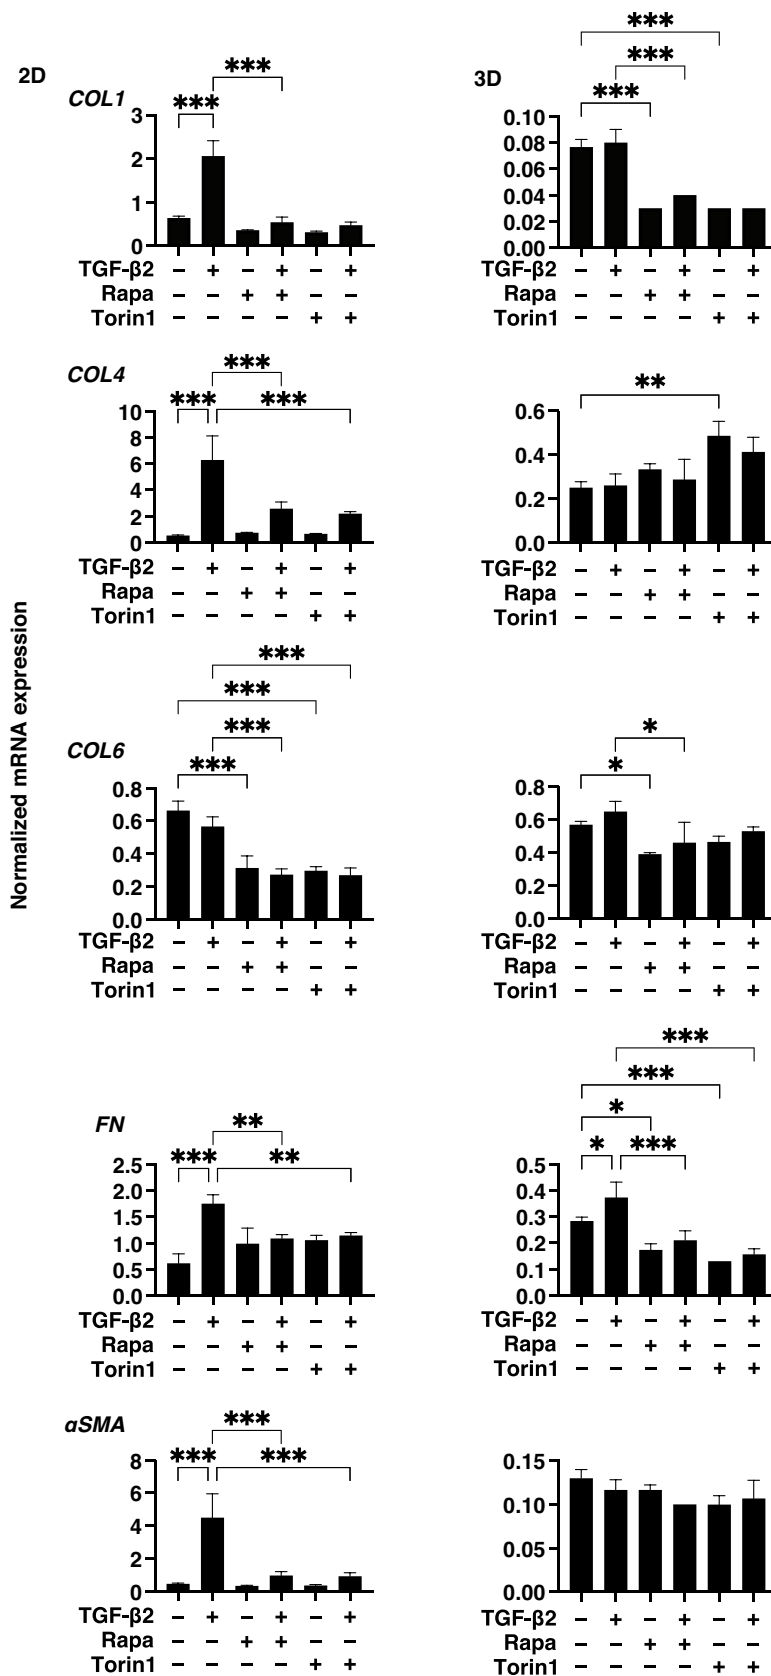 2D
COL1
***
***
3
2
1
0
TGF-β2 – + – + – +
Rapa – – + + – –
Torin1 – – – – + +
3D
***
***
***
0.10
0.08
0.06
0.04
0.02
0.00
TGF-β2 – + – + – +
Rapa – – + + – –
Torin1 – – – – + +
Normalized mRNA expression
COL4
***
***
***
10
8
6
4
2
0
TGF-β2 – + – + – +
Rapa – – + + – –
Torin1 – – – – + +
**
0.6
0.4
0.2
0.0
TGF-β2 – + – + – +
Rapa – – + + – –
Torin1 – – – – + +
COL6
***
***
***
***
0.8
0.6
0.4
0.2
0.0
TGF-β2 – + – + – +
Rapa – – + + – –
Torin1 – – – – + +
*
*
0.8
0.6
0.4
0.2
0.0
TGF-β2 – + – + – +
Rapa – – + + – –
Torin1 – – – – + +
FN
**
***
**
2.5
2.0
1.5
1.0
0.5
0.0
TGF-β2 – + – + – +
Rapa – – + + – –
Torin1 – – – – + +
***
***
*
*
***
0.5
0.4
0.3
0.2
0.1
0.0
TGF-β2 – + – + – +
Rapa – – + + – –
Torin1 – – – – + +
αSMA
***
***
***
8
6
4
2
0
TGF-β2 – + – + – +
Rapa – – + + – –
Torin1 – – – – + +
0.15
0.10
0.05
0.00
TGF-β2 – + – + – +
Rapa – – + + – –
Torin1 – – – – + +